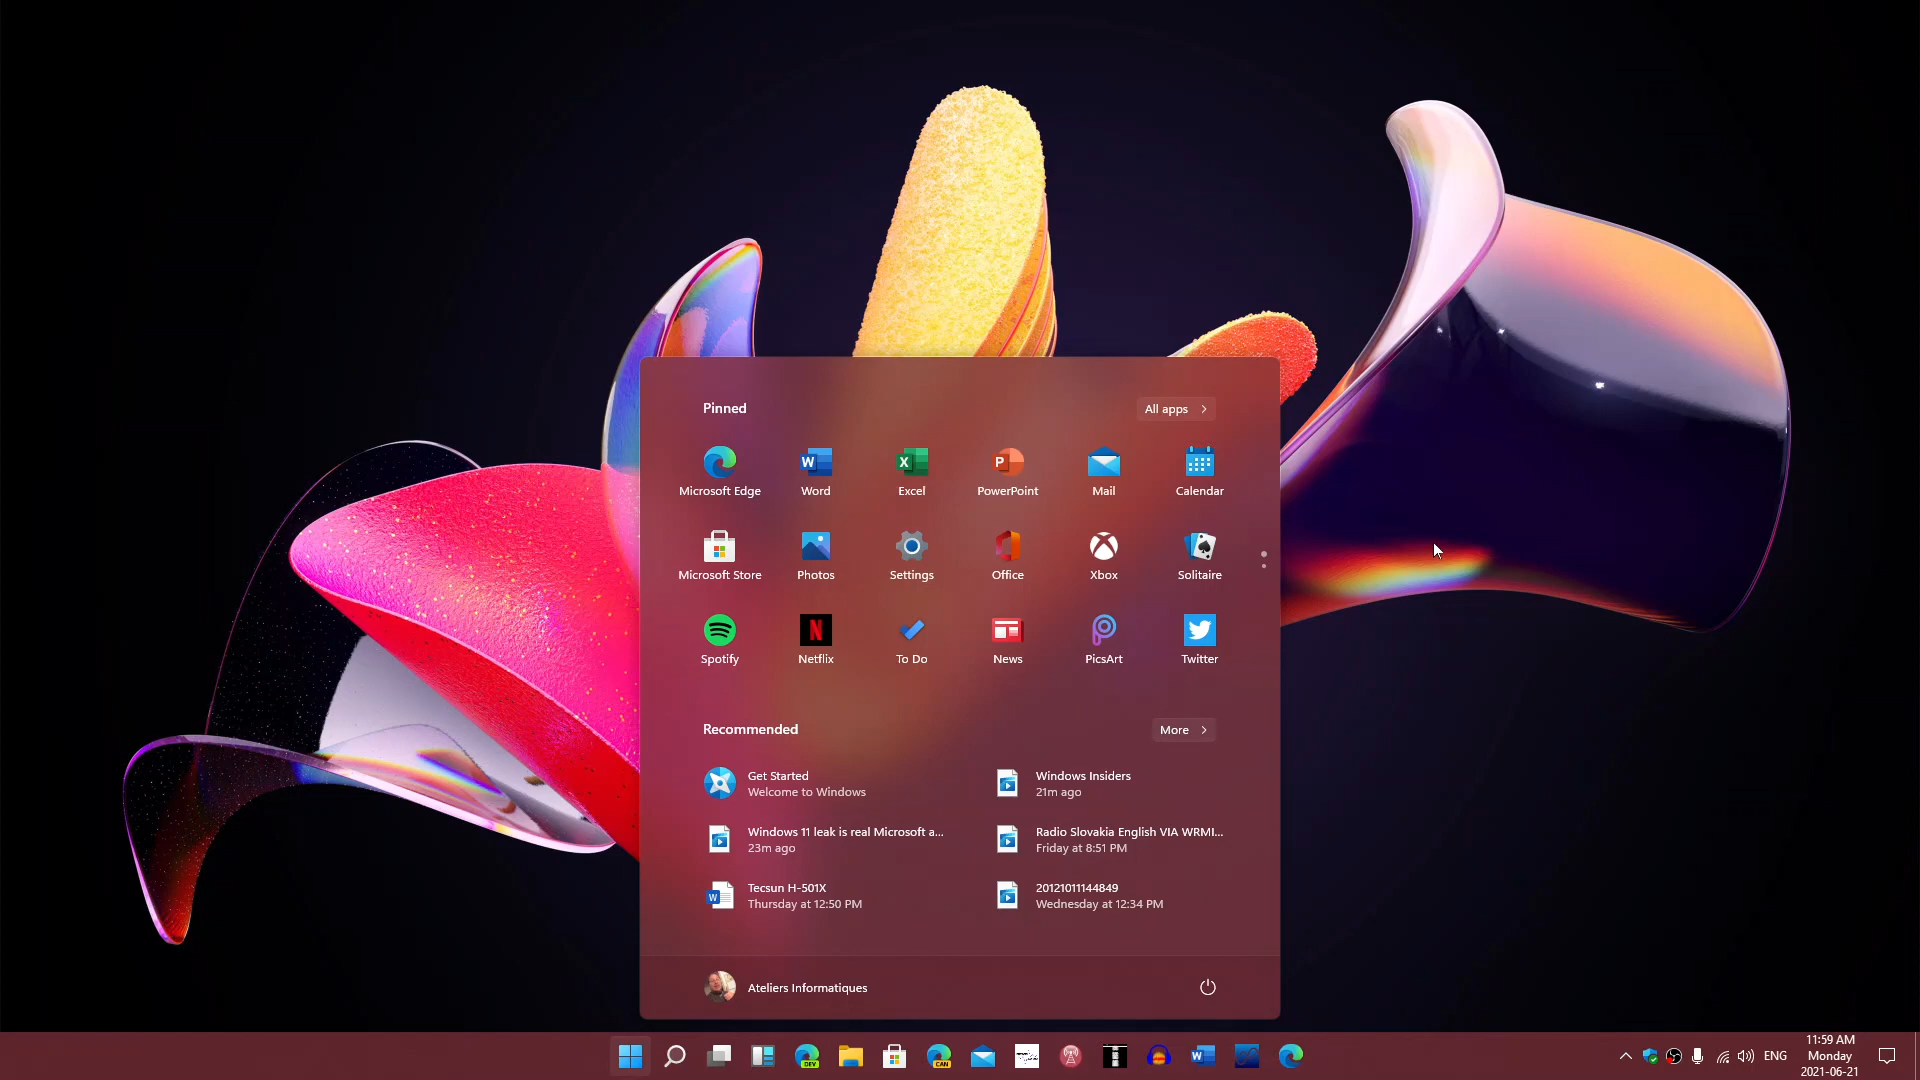 Pinned
All apps
Microsoft Edge
Word
Excel
PowerPoint
Mail
Calendar
Microsoft Store
Photos
Settings
Office
Xbox
Solitaire
Spotify
Netflix
To Do
News
PicsArt
Twitter
Recommended
More
Get Started
Welcome to Windows
Windows Insiders
21m ago
Windows 11 leak is real Microsoft a...
23m ago
Radio Slovakia English VIA WRMI...
Friday at 8:51 PM
Tecsun H-501X
Thursday at 12:50 PM
20121011144849
Wednesday at 12:34 PM
Ateliers Informatiques
DEV
CAN
ENG
11:59 AM
Monday
2021-06-21